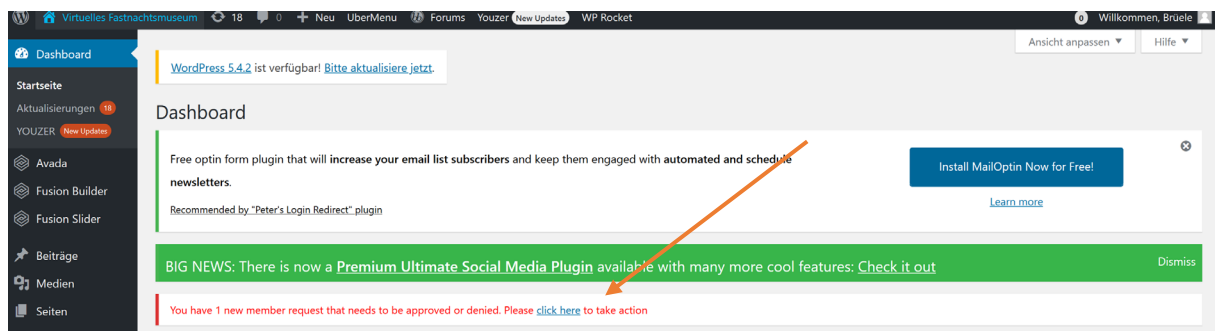 Virtuelles Fastnachtsmuseum 18 0 + Neu UberMenu Forums Youzer New Updates WP Rocket 0 Willkommen, Brüele
Ansicht anpassen ▼ Hilfe ▼
Dashboard
WordPress 5.4.2 ist verfügbar! Bitte aktualisiere jetzt.
Startseite
Aktualisierungen 18
YOUZER New Updates
Avada
Fusion Builder
Fusion Slider
Beiträge
Medien
Seiten
Dashboard
Free optin form plugin that will increase your email list subscribers and keep them engaged with automated and schedule
newsletters.
Recommended by "Peter's Login Redirect" plugin
Install MailOptin Now for Free!
Learn more
BIG NEWS: There is now a Premium Ultimate Social Media Plugin available with many more cool features: Check it out Dismiss
You have 1 new member request that needs to be approved or denied. Please click here to take action